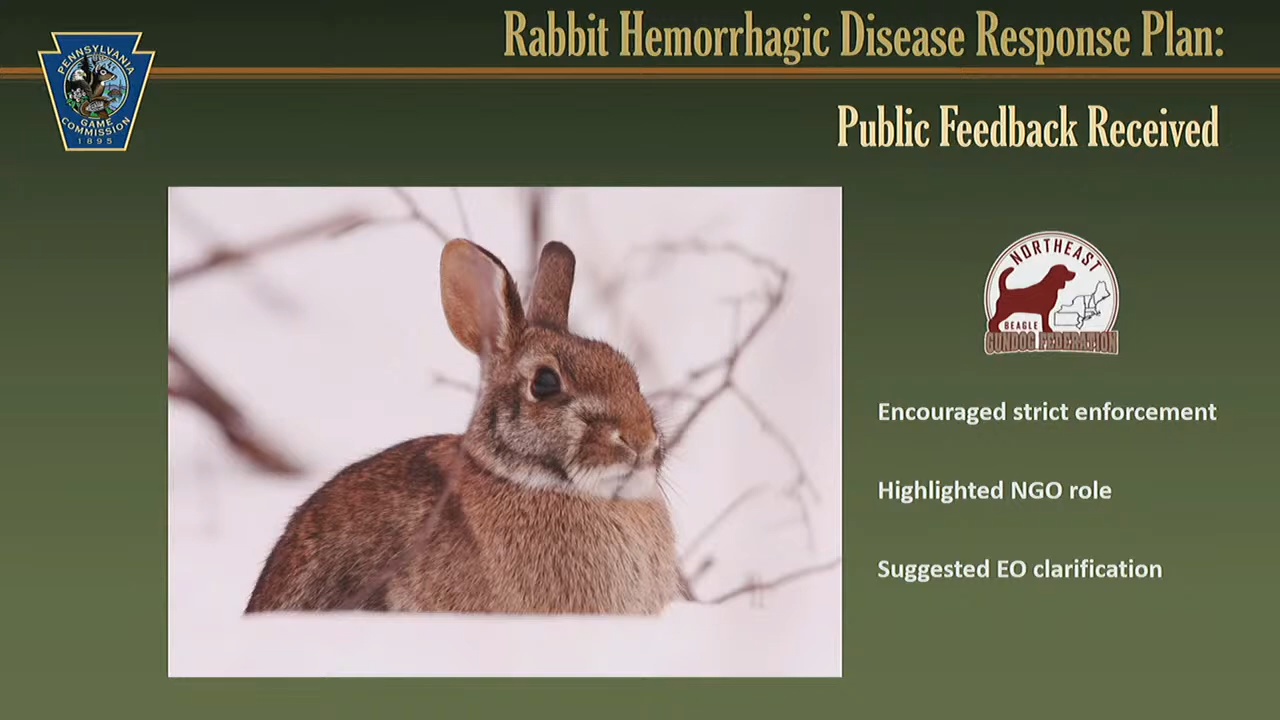 Rabbit Hemorrhagic Disease Response Plan:
PENNSYLVANIA
GAME
COMMISSION
1895
Public Feedback Received
NORTHEAST
BEAGLE
GUNDOG FEDERATION
Encouraged strict enforcement
Highlighted NGO role
Suggested EO clarification